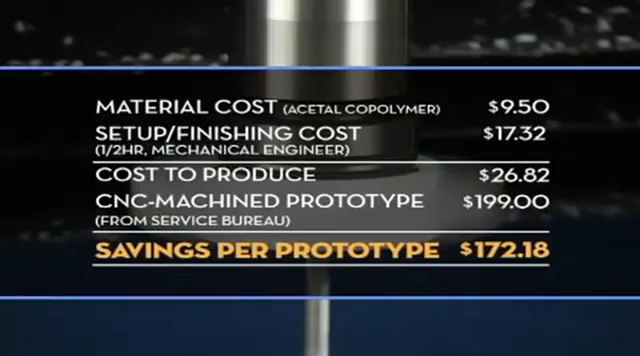 MATERIAL COST (ACETAL COPOLYMER) $9.50
SETUP/FINISHING COST $17.32
(1/2HR, MECHANICAL ENGINEER)
COST TO PRODUCE $26.82
CNC-MACHINED PROTOTYPE $199.00
(FROM SERVICE BUREAU)
SAVINGS PER PROTOTYPE $172.18